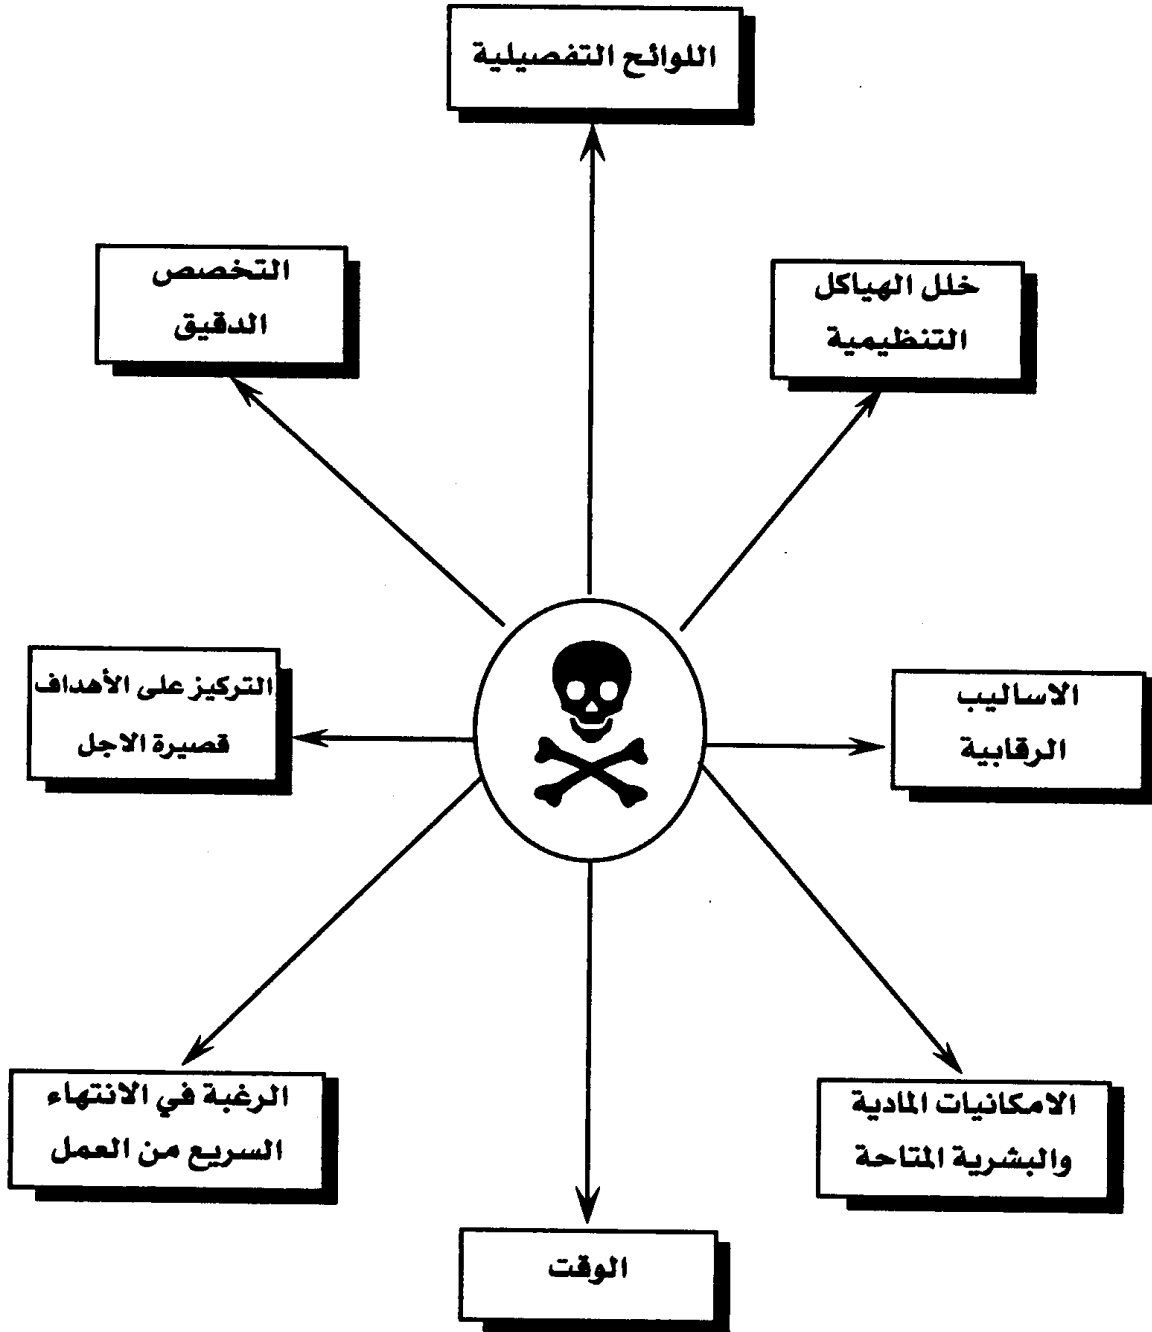 اللوائح التفصيلية
خلل الهياكل
التنظيمية
التخصص
الدقيق
الاساليب
الرقابية
التركيز على الأهداف
قصيرة الاجل
الامكانيات المادية
والبشرية المتاحة
الرغبة في الانتهاء
السريع من العمل
الوقت